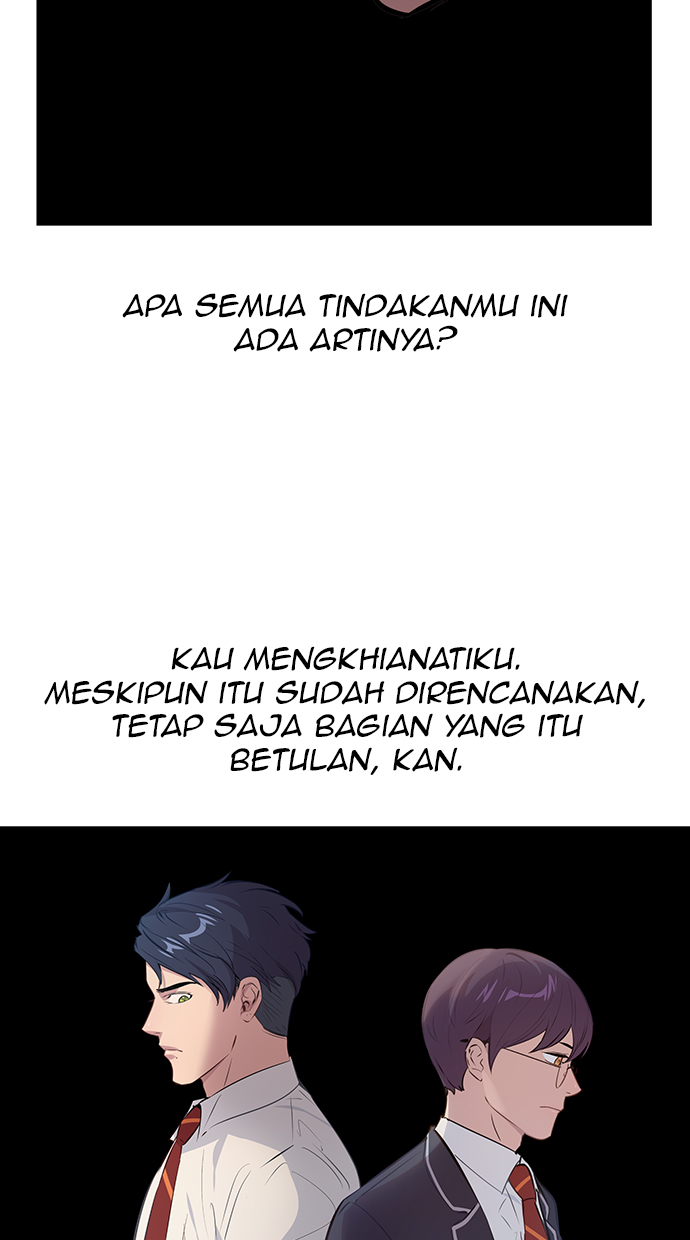 APA SEMUA TINDAKANMU INI
ADA ARTINYA?
KAU MENGKHIANATIKU.
MESKIPUN ITU SUDAH DIRENCANAKAN,
TETAP SAJA BAGIAN YANG ITU
BETULAN, KAN.